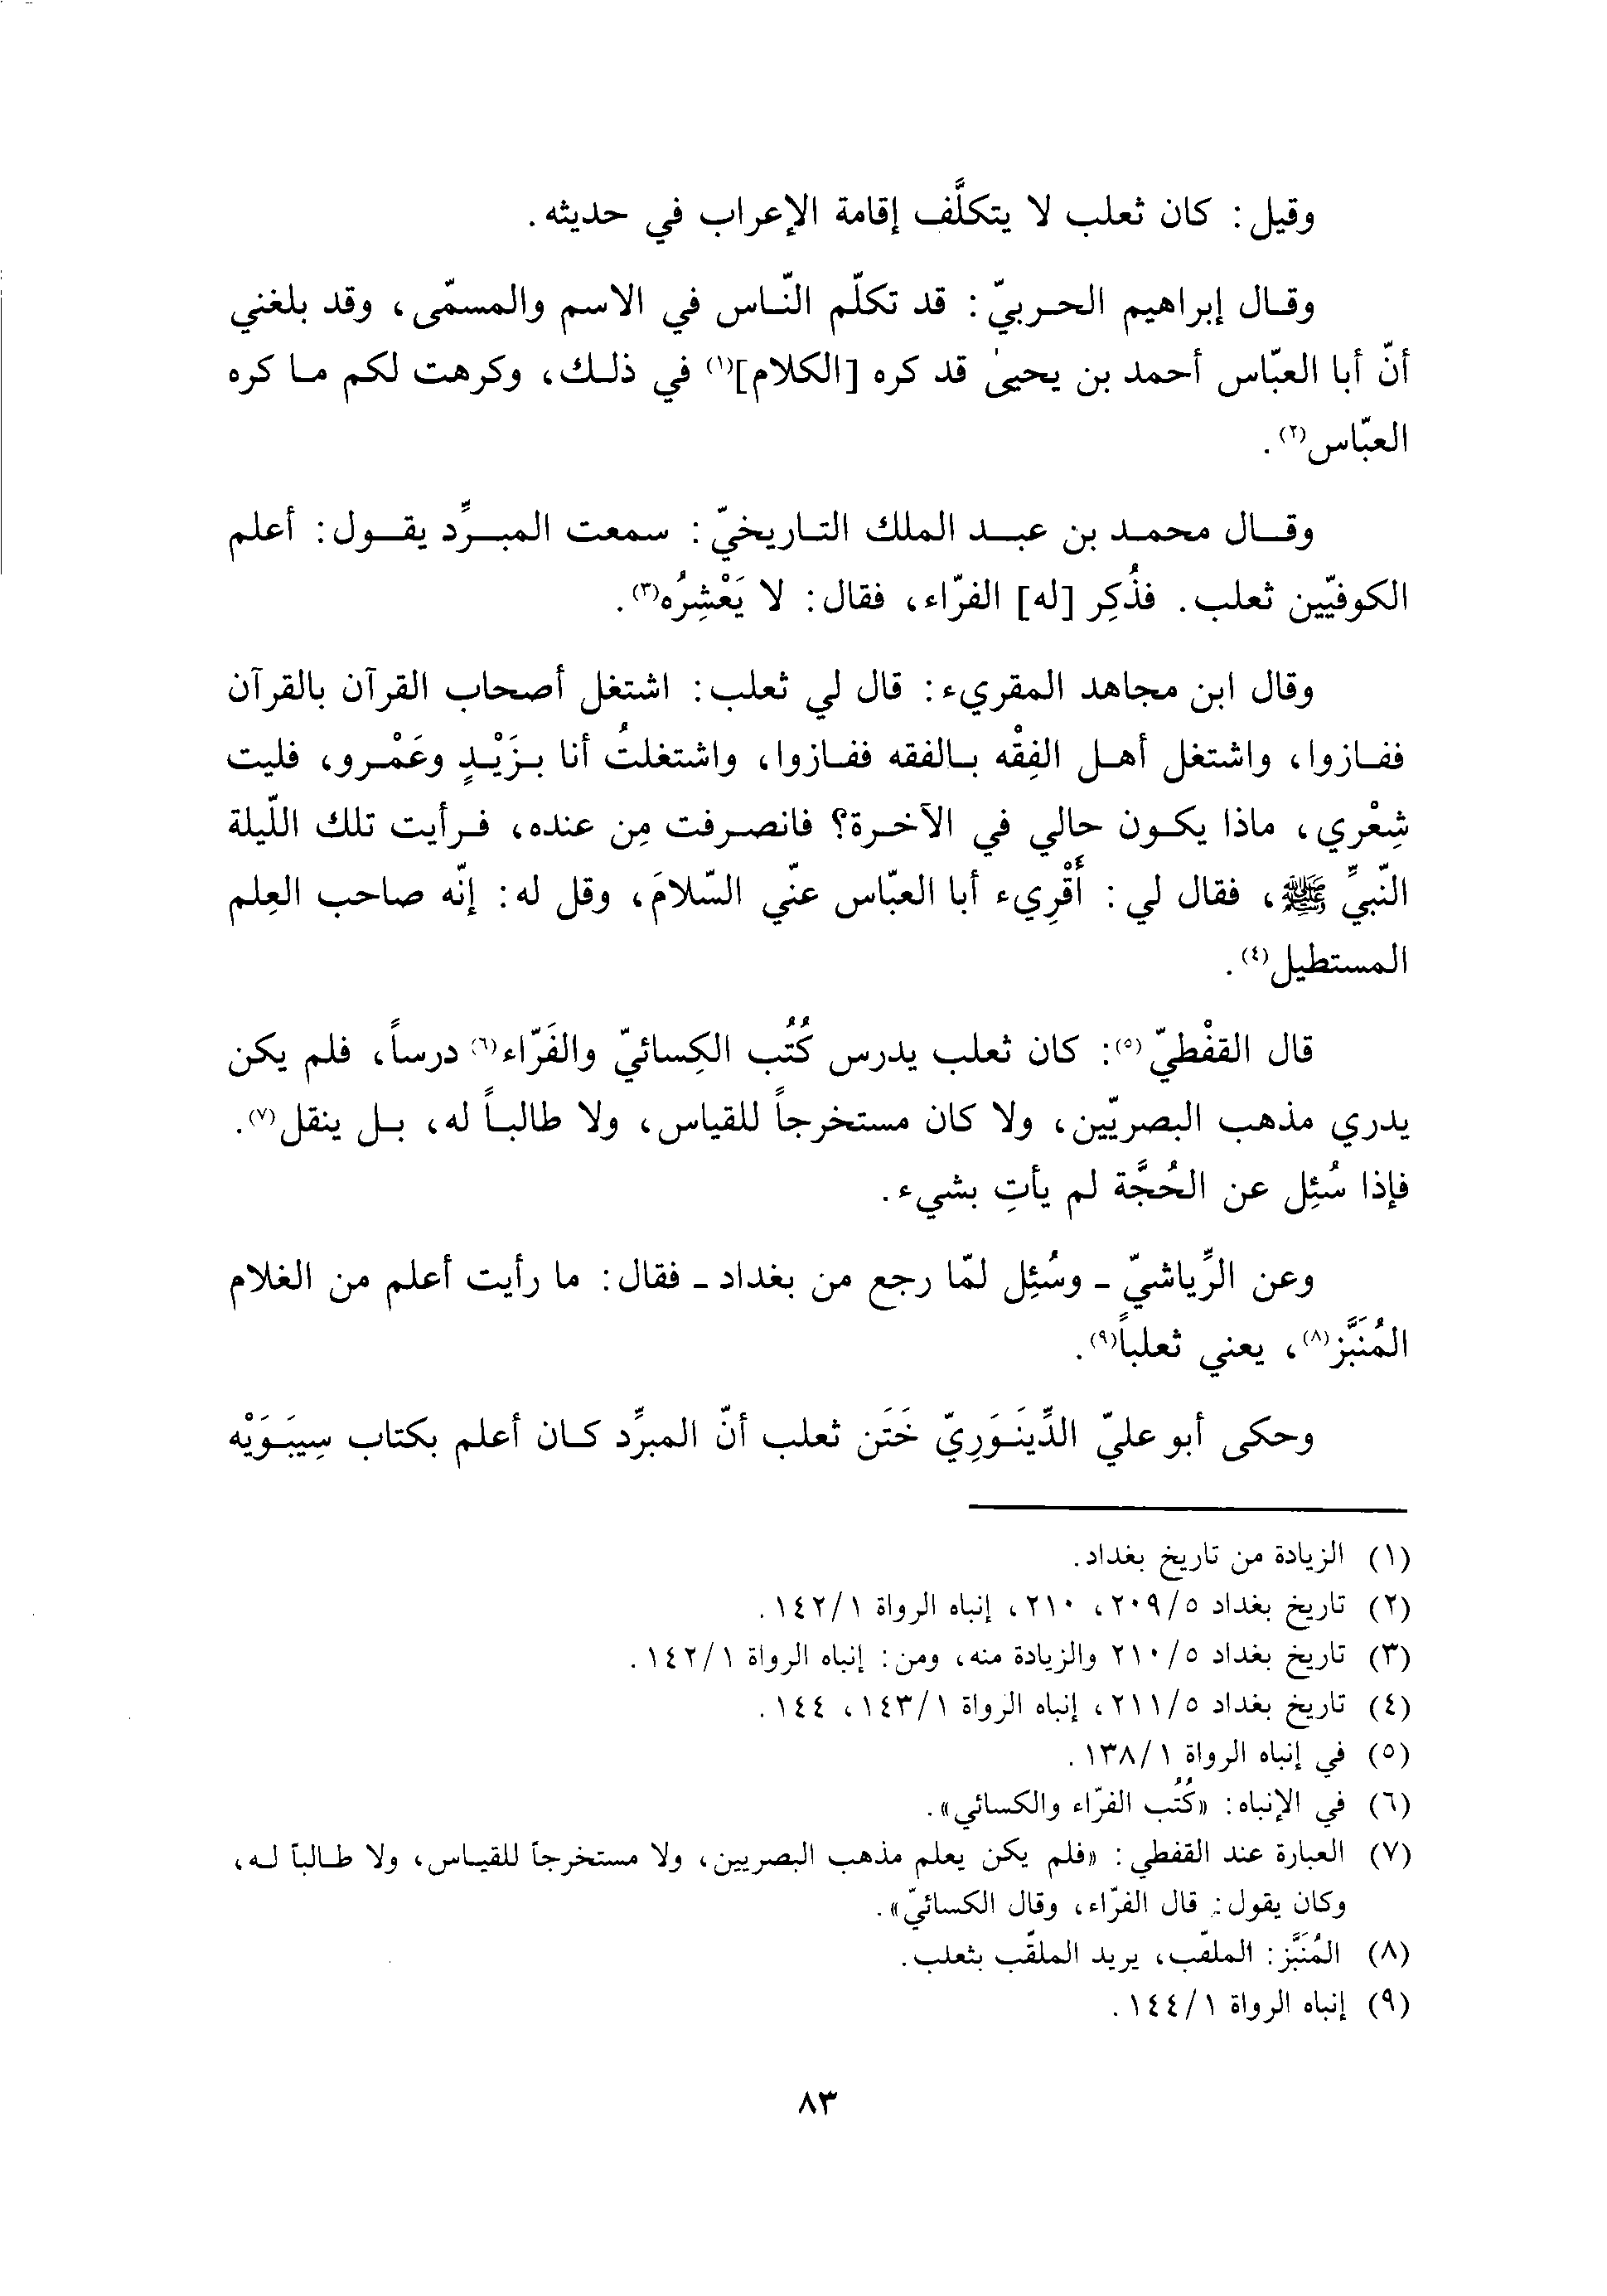 وقيل: كان ثعلب لا يتكلَّف إقامة الإعراب في حديثه.
وقال إبراهيم الحربيّ: قد تكلّم النّاس في الاسم والمسمّى، وقد بلغني
أنّ أبا العبّاس أحمد بن يحيىٰ قد كره [الكلام](١) في ذلك، وكرهت لكم ما كره
العبّاس(٢).
وقال محمد بن عبد الملك التاريخيّ: سمعت المبرِّد يقول: أعلم
الكوفيّين ثعلب. فذُكِر [له] الفرّاء، فقال: لا يَعْشِرُه(٣).
وقال ابن مجاهد المقريء: قال لي ثعلب: اشتغل أصحاب القرآن بالقرآن
ففازوا، واشتغل أهل الفِقْه بالفقه ففازوا، واشتغلتُ أنا بزَيْدٍ وعَمْرو، فليت
شِعْري، ماذا يكون حالي في الآخرة؟ فانصرفت مِن عنده، فرأيت تلك اللّيلة
النّبيَّ ﷺ، فقال لي: أَقْرِيء أبا العبّاس عنّي السّلامَ، وقل له: إنّه صاحب العِلم
المستطيل(٤).
قال القفْطيّ(٥): كان ثعلب يدرس كُتُب الكِسائيّ والفَرّاء(٦) درساً، فلم يكن
يدري مذهب البصريّين، ولا كان مستخرجاً للقياس، ولا طالباً له، بل ينقل(٧).
فإذا سُئِل عن الحُجَّة لم يأتِ بشيء.
وعن الرِّياشيّ - وسُئِل لمّا رجع من بغداد - فقال: ما رأيت أعلم من الغلام
المُنَبَّز(٨)، يعني ثعلباً(٩).
وحكى أبو عليّ الدِّينَوَرِيّ خَتَن ثعلب أنّ المبرِّد كان أعلم بكتاب سِيبَوَيْه
(١) الزيادة من تاريخ بغداد.
(٢) تاريخ بغداد ٢٠٩/٥، ٢١٠، إنباه الرواة ١٤٢/١.
(٣) تاريخ بغداد ٢١٠/٥ والزيادة منه، ومن: إنباه الرواة ١٤٢/١.
(٤) تاريخ بغداد ٢١١/٥، إنباه الرواة ١٤٣/١، ١٤٤.
(٥) في إنباه الرواة ١٣٨/١.
(٦) في الإنباه: «كُتُب الفرّاء والكسائي».
(٧) العبارة عند القفطي: «فلم يكن يعلم مذهب البصريين، ولا مستخرجاً للقياس، ولا طالباً له،
وكان يقول: قال الفرّاء، وقال الكسائيّ».
(٨) المُنَبَّز: الملقّب، يريد الملقّب بثعلب.
(٩) إنباه الرواة ١٤٤/١.
٨٣